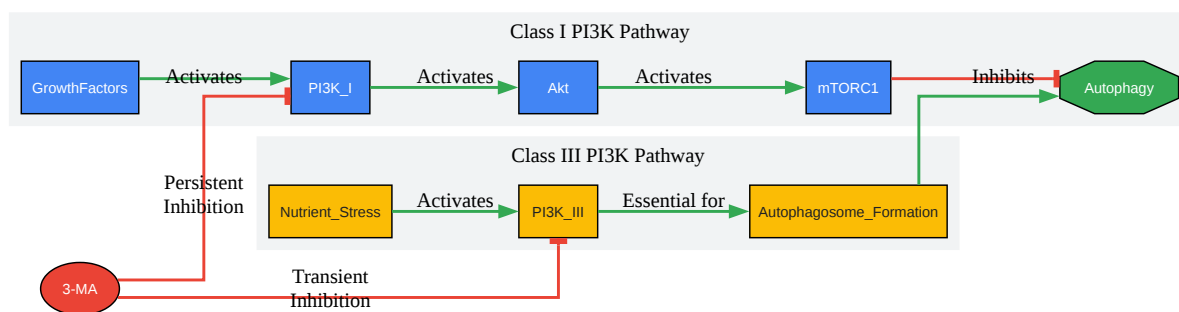 Class I PI3K Pathway
GrowthFactors
Activates
PI3K_I
Activates
Akt
Activates
mTORC1
Inhibits
Autophagy
Class III PI3K Pathway
Persistent
Inhibition
Nutrient_Stress
Activates
PI3K_III
Essential for
Autophagosome_Formation
3-MA
Transient
Inhibition